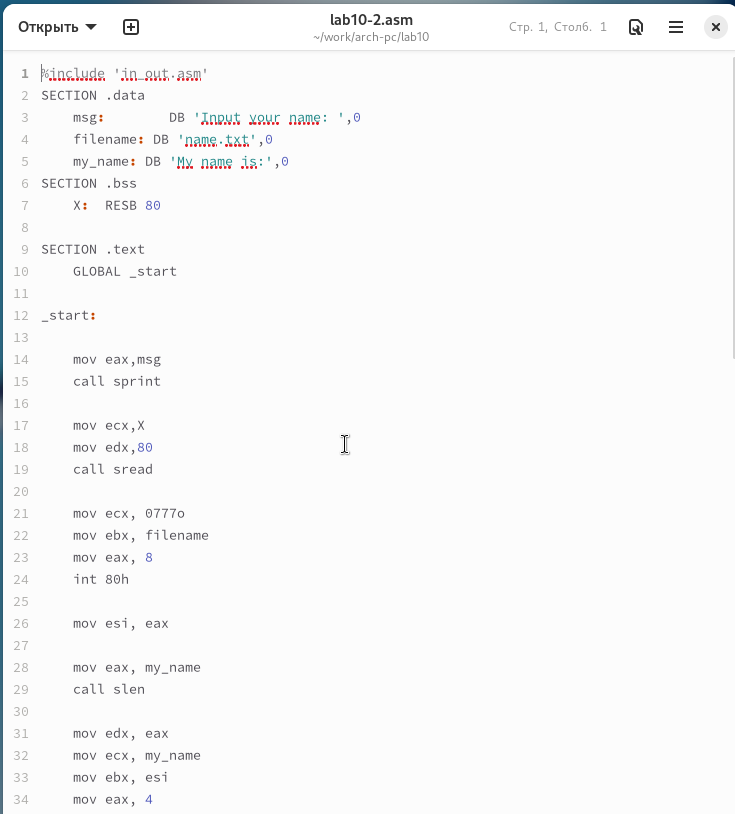 Открыть
lab10-2.asm
~/work/arch-pc/lab10
Стр. 1, Столб. 1
1 %include 'in_out.asm'
2 SECTION .data
3     msg:        DB 'Input your name: ',0
4     filename: DB 'name.txt',0
5     my_name: DB 'My name is:',0
6 SECTION .bss
7     X:  RESB 80
8
9 SECTION .text
10     GLOBAL _start
11
12 _start:
13
14     mov eax,msg
15     call sprint
16
17     mov ecx,X
18     mov edx,80
19     call sread
20
21     mov ecx, 0777o
22     mov ebx, filename
23     mov eax, 8
24     int 80h
25
26     mov esi, eax
27
28     mov eax, my_name
29     call slen
30
31     mov edx, eax
32     mov ecx, my_name
33     mov ebx, esi
34     mov eax, 4